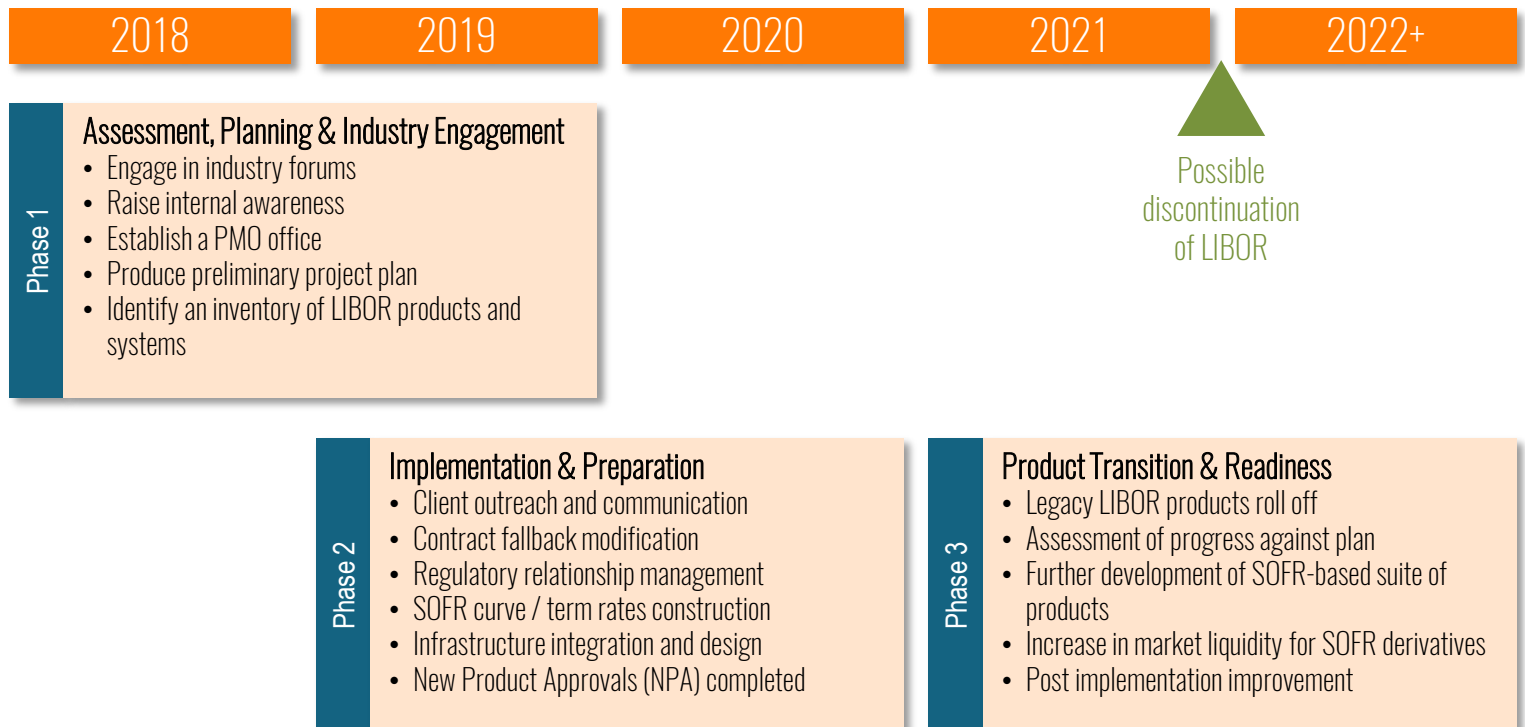 2018
2019
2020
2021
2022+
Possible
discontinuation
of LIBOR
Phase 1
Assessment, Planning & Industry Engagement
• Engage in industry forums
• Raise internal awareness
• Establish a PMO office
• Produce preliminary project plan
• Identify an inventory of LIBOR products and
systems
Phase 2
Implementation & Preparation
• Client outreach and communication
• Contract fallback modification
• Regulatory relationship management
• SOFR curve / term rates construction
• Infrastructure integration and design
• New Product Approvals (NPA) completed
Phase 3
Product Transition & Readiness
• Legacy LIBOR products roll off
• Assessment of progress against plan
• Further development of SOFR-based suite of
products
• Increase in market liquidity for SOFR derivatives
• Post implementation improvement